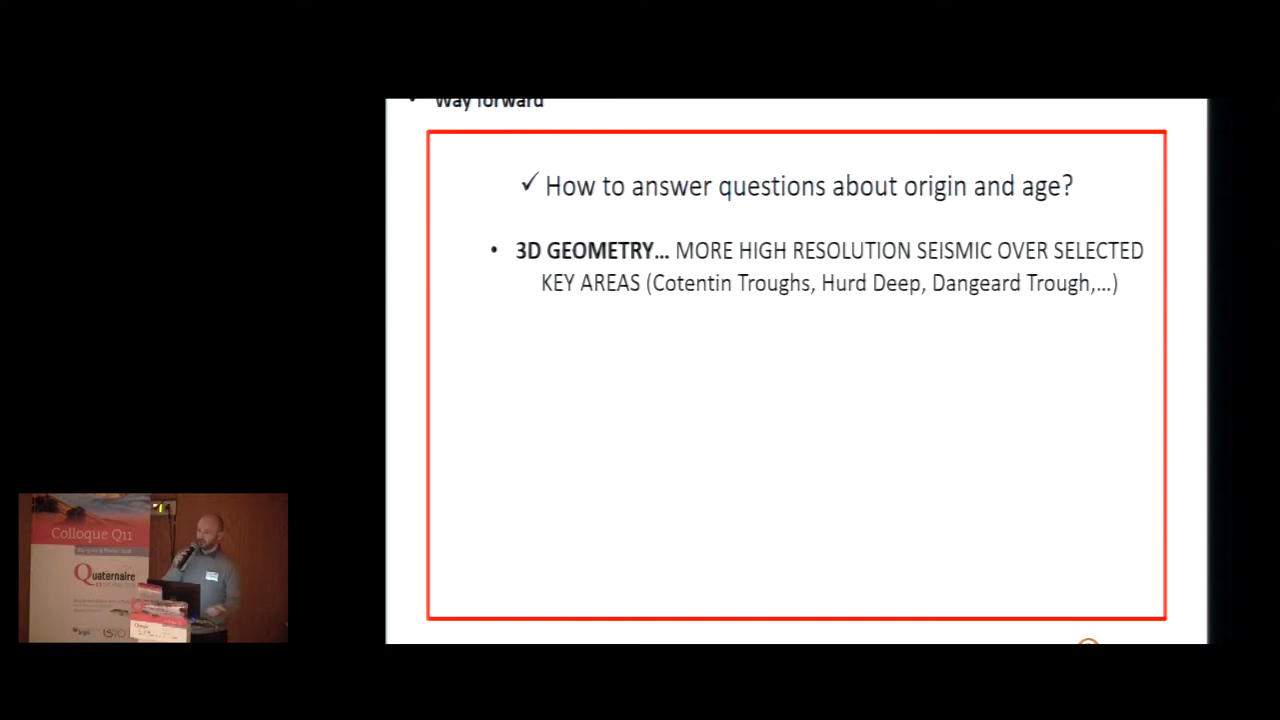 • Way forward
✓ How to answer questions about origin and age?
• 3D GEOMETRY... MORE HIGH RESOLUTION SEISMIC OVER SELECTED
KEY AREAS (Cotentin Troughs, Hurd Deep, Dangeard Trough,...)
Colloque Q11
Quaternaire